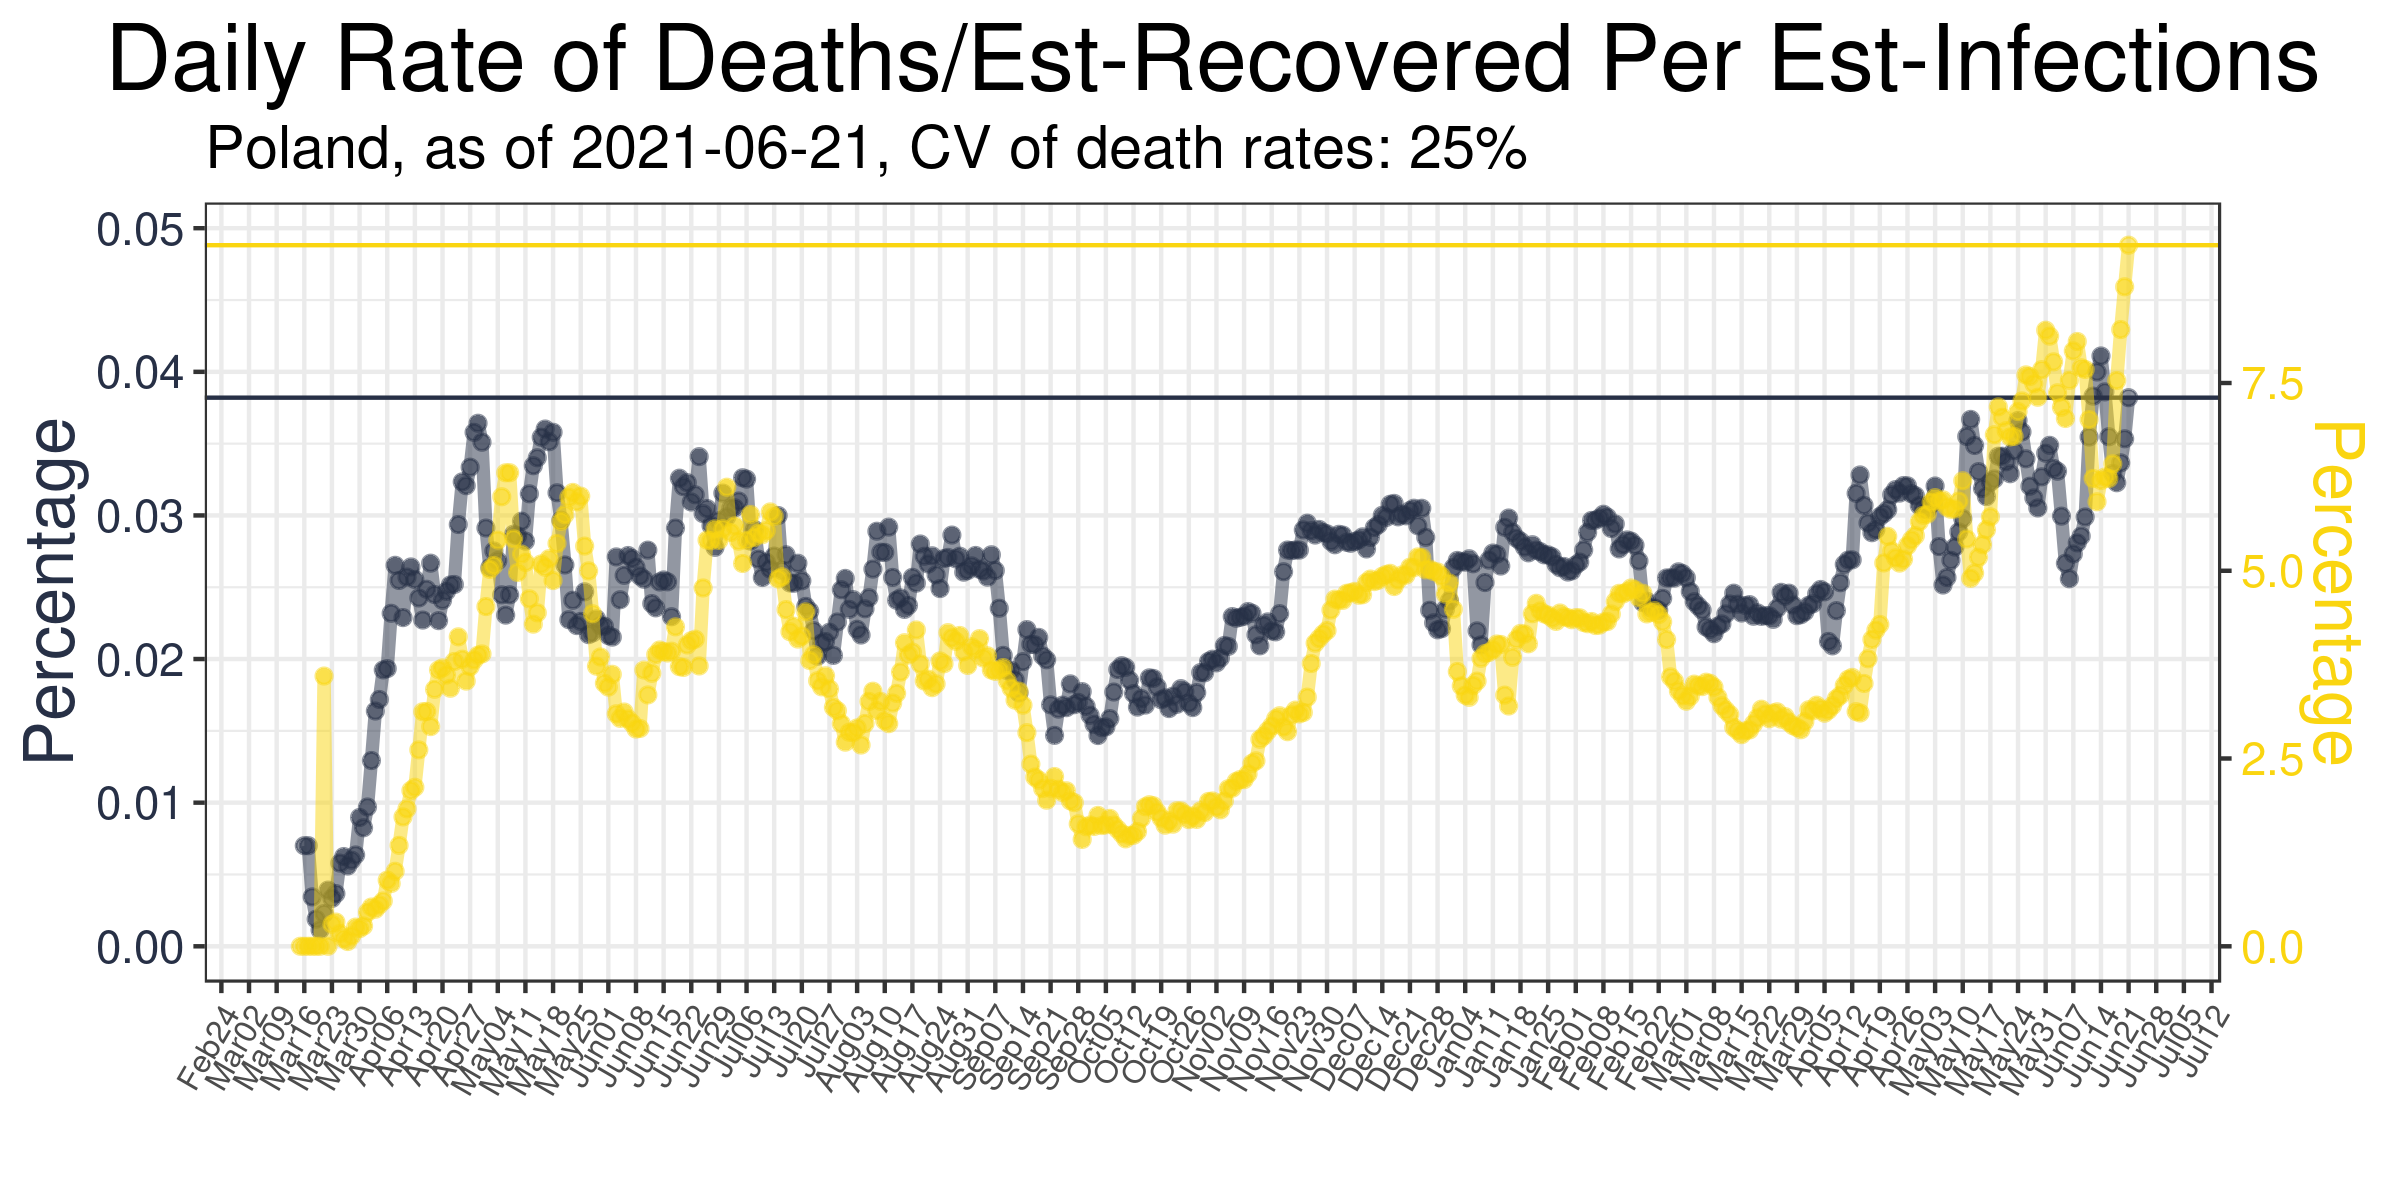 Daily Rate of Deaths/Est-Recovered Per Est-Infections
Poland, as of 2021-06-21, CV of death rates: 25%
Percentage
0.05
0.04
0.03
0.02
0.01
0.00
7.5
5.0
2.5
0.0
Percentage
Feb24
Mar02
Mar09
Mar16
Mar23
Mar30
Apr06
Apr13
Apr20
Apr27
May04
May11
May18
May25
Jun01
Jun08
Jun15
Jun22
Jun29
Jul06
Jul13
Jul20
Jul27
Aug03
Aug10
Aug17
Aug24
Aug31
Sep07
Sep14
Sep21
Sep28
Oct05
Oct12
Oct19
Oct26
Nov02
Nov09
Nov16
Nov23
Nov30
Dec07
Dec14
Dec21
Dec28
Jan04
Jan11
Jan18
Jan25
Feb01
Feb08
Feb15
Feb22
Mar01
Mar08
Mar15
Mar22
Mar29
Apr05
Apr12
Apr19
Apr26
May03
May10
May17
May24
May31
Jun07
Jun14
Jun21
Jun28
Jul05
Jul12